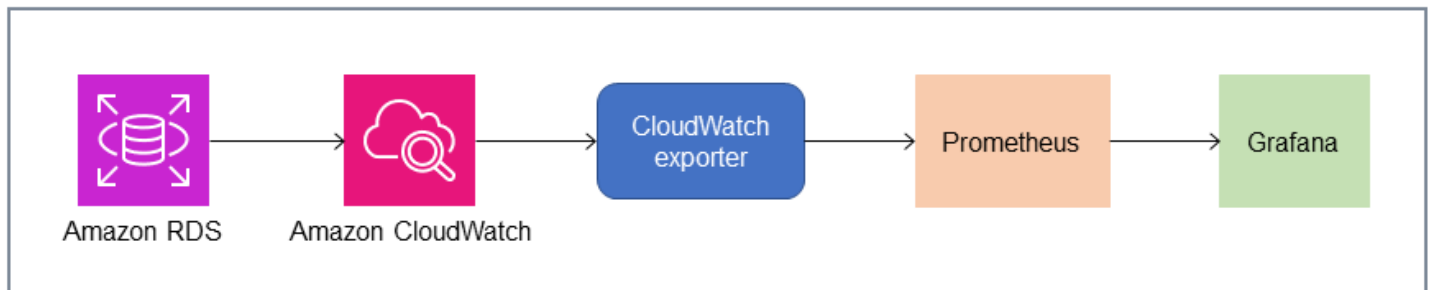 CloudWatch
exporter
Prometheus
Grafana
Amazon RDS
Amazon CloudWatch